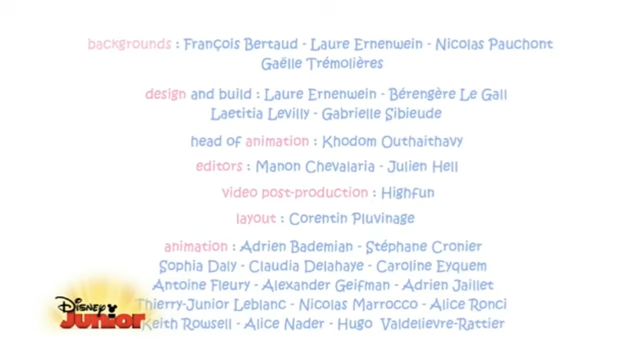 backgrounds : François Bertaud - Laure Ernenwein - Nicolas Pauchont
Gaëlle Trémolières
design and build : Laure Ernenwein - Bérengère Le Gall
Laetitia Levilly - Gabrielle Sibieude
head of animation : Khodom Outhaithavy
editors : Manon Chevalaria - Julien Hell
video post-production : Highfun
layout : Corentin Pluvinage
animation : Adrien Bademian - Stéphane Cronier
Sophia Daly - Claudia Delahaye - Caroline Eyquem
Antoine Fleury - Alexander Geifman - Adrien Jaillet
Thierry-Junior Leblanc - Nicolas Marrocco - Alice Ronci
Keith Rowsell - Alice Nader - Hugo Valdelievre-Rattier
Disney
Junior